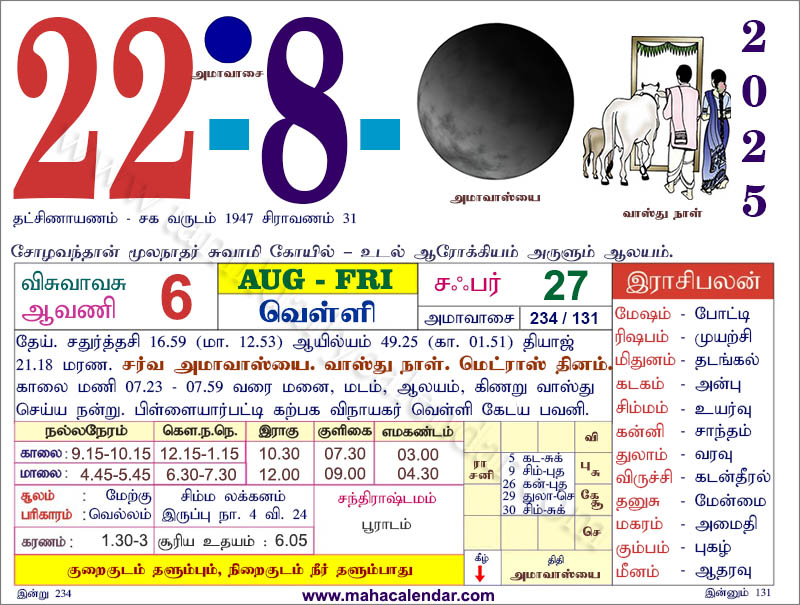 22-8-
2025
அமாவாசை
அமாவாஸ்யை
வாஸ்து நாள்
தட்சிணாயணம் - சக வருடம் 1947 சிராவணம் 31
சோழவந்தான் மூலநாதர் சுவாமி கோயில் – உடல் ஆரோக்கியம் அருளும் ஆலயம்.
விசுவாவசு
ஆவணி 6
AUG - FRI
வெள்ளி
சஃபர் 27
அமாவாசை 234 / 131
தேய். சதுர்த்தசி 16.59 (மா. 12.53) ஆயில்யம் 49.25 (கா. 01.51) தியாஜ்
21.18 மரண. சர்வ அமாவாஸ்யை. வாஸ்து நாள். மெட்ராஸ் தினம்.
காலை மணி 07.23 - 07.59 வரை மனை, மடம், ஆலயம், கிணறு வாஸ்து
செய்ய நன்று. பிள்ளையார்பட்டி கற்பக விநாயகர் வெள்ளி கேடய பவனி.
நல்லநேரம் கௌ.ந.நெ. இராகு குளிகை எமகண்டம்
காலை: 9.15-10.15 12.15-1.15 10.30 07.30 03.00
மாலை: 4.45-5.45 6.30-7.30 12.00 09.00 04.30
சூலம் : மேற்கு
பரிகாரம் : வெல்லம்
சிம்ம லக்கனம்
இருப்பு நா. 4 வி. 24
சந்திராஷ்டமம்
பூராடம்
கரணம் : 1.30-3 சூரிய உதயம் : 6.05
குறைகுடம் தளும்பும், நிறைகுடம் நீர் தளும்பாது
ரா
சனி
5 கட-சுக்
9 சிம்-புத
26 கன்-புத
29 துலா-செ
30 சிம்-சுக்
வி
பு
சு
கே
சூ
செ
கீழ்
திதி
அமாவாஸ்யை
இராசிபலன்
மேஷம் - போட்டி
ரிஷபம் - முயற்சி
மிதுனம் - தடங்கல்
கடகம் - அன்பு
சிம்மம் - உயர்வு
கன்னி - சாந்தம்
துலாம் - வரவு
விருச்சி - கடன்தீரல்
தனுசு - மேன்மை
மகரம் - அமைதி
கும்பம் - புகழ்
மீனம் - ஆதரவு
இன்று 234
www.mahacalendar.com
இன்னும் 131